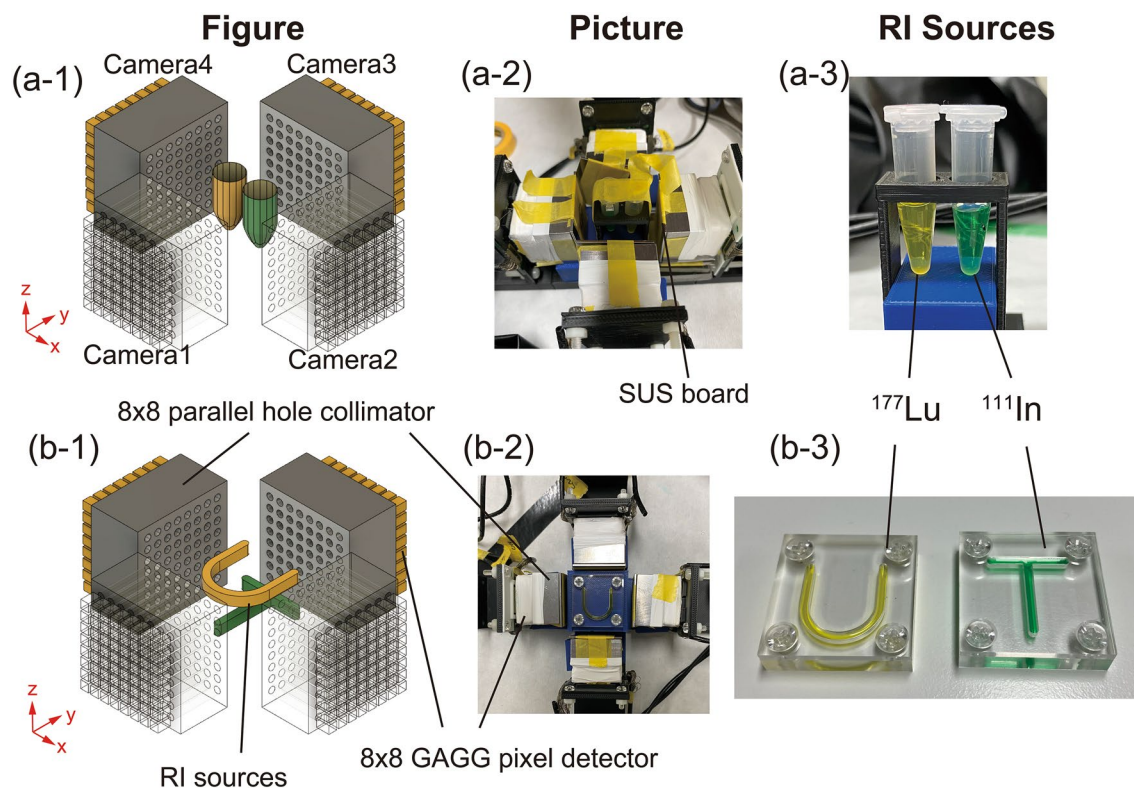 Figure
Picture
RI Sources
(a-1)
Camera4
Camera3
(a-2)
(a-3)
z
y
x
Camera1
Camera2
SUS board
8x8 parallel hole collimator
¹⁷⁷Lu
¹¹¹In
(b-1)
(b-2)
(b-3)
z
y
x
RI sources
8x8 GAGG pixel detector